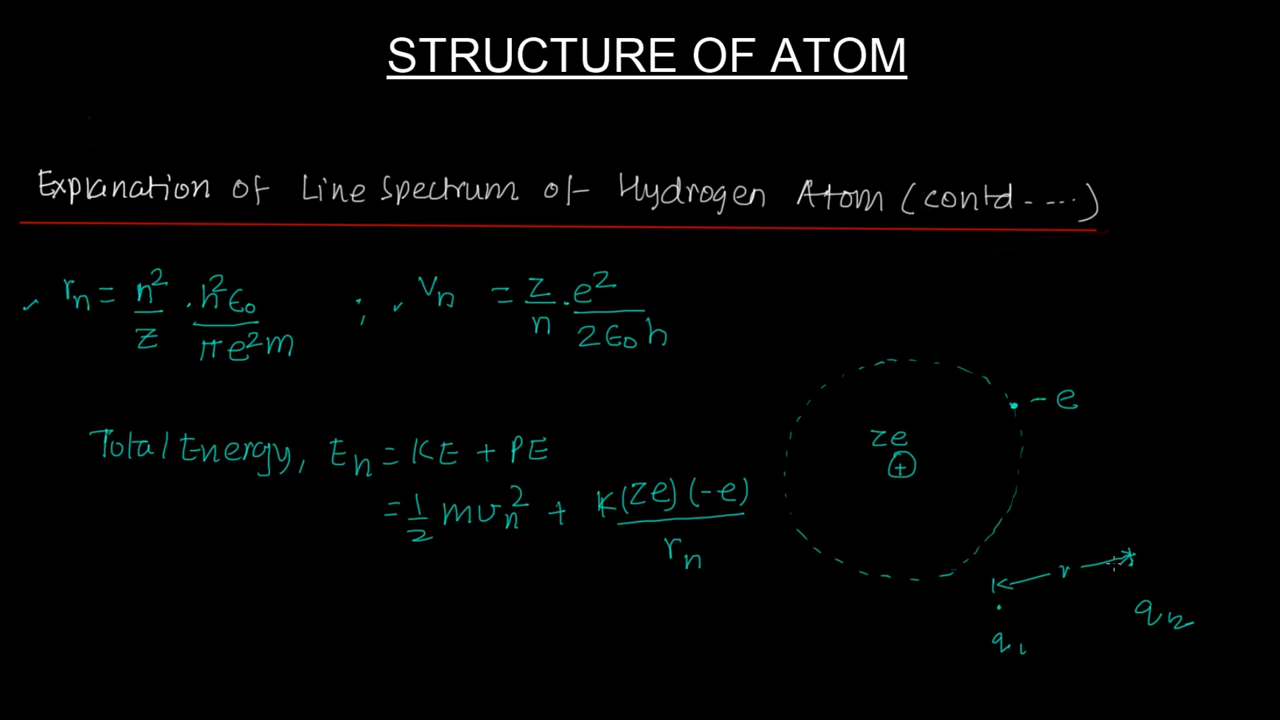 STRUCTURE OF ATOM
Explanation of Line Spectrum of Hydrogen Atom (contd-....)
✓ rₙ = n²/z · h²ϵ₀/πe²m ; ✓ Vₙ = z/n · e²/2ϵ₀h
-e
ze
+
Total Energy, Eₙ = KE + PE
= 1/2 mvₙ² + K(Ze)(-e)/rₙ
r
q₁
q₂